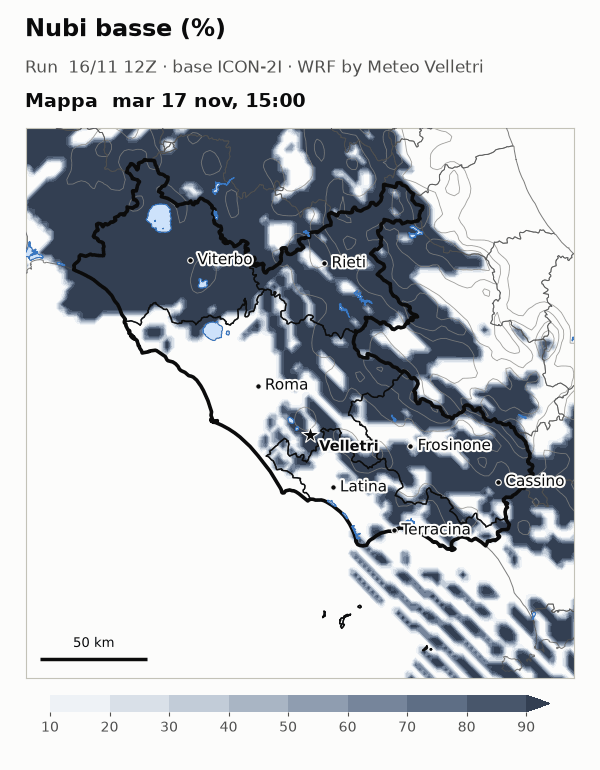 Nubi basse (%)
Run 16/11 12Z · base ICON-2I · WRF by Meteo Velletri
Mappa mar 17 nov, 15:00
Viterbo
Rieti
Roma
Velletri
Frosinone
Cassino
Latina
Terracina
50 km
10 20 30 40 50 60 70 80 90